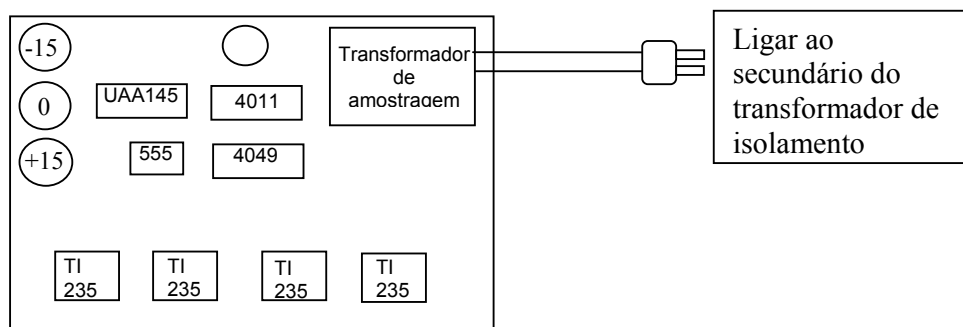 -15
0
+15
UAA145
4011
555
4049
Transformador
de
amostragem
Ligar ao
secundário do
transformador de
isolamento
TI
235
TI
235
TI
235
TI
235